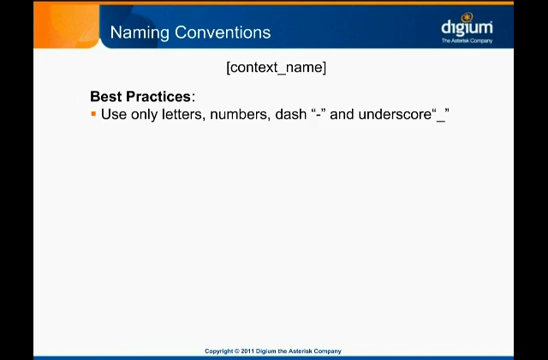 Naming Conventions
digium
The Asterisk Company
[context_name]
Best Practices:
Use only letters, numbers, dash “-” and underscore“_”
Copyright © 2011 Digium the Asterisk Company